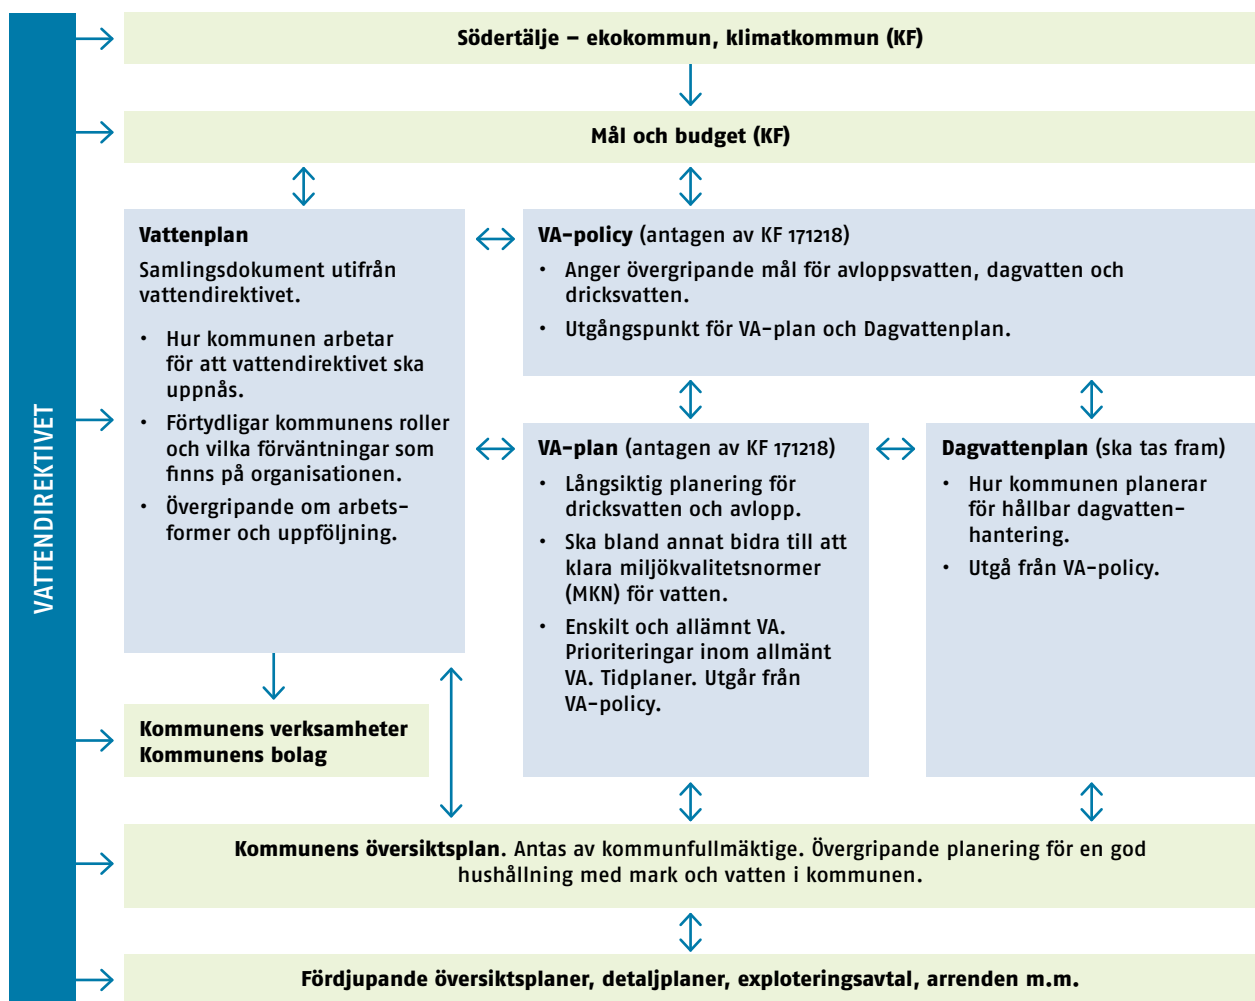 VATTENDIREKTIVET
Södertälje – ekokommun, klimatkommun (KF)
Mål och budget (KF)
Vattenplan
Samlingsdokument utifrån
vattendirektivet.
• Hur kommunen arbetar
för att vattendirektivet ska
uppnås.
• Förtydligar kommunens roller
och vilka förväntningar som
finns på organisationen.
• Övergripande om arbets-
former och uppföljning.
VA-policy (antagen av KF 171218)
• Anger övergripande mål för avloppsvatten, dagvatten och
dricksvatten.
• Utgångspunkt för VA-plan och Dagvattenplan.
VA-plan (antagen av KF 171218)
• Långsiktig planering för
dricksvatten och avlopp.
• Ska bland annat bidra till att
klara miljökvalitetsnormer
(MKN) för vatten.
• Enskilt och allämnt VA.
Prioriteringar inom allmänt
VA. Tidplaner. Utgår från
VA-policy.
Dagvattenplan (ska tas fram)
• Hur kommunen planerar
för hållbar dagvatten-
hantering.
• Utgå från VA-policy.
Kommunens verksamheter
Kommunens bolag
Kommunens översiktsplan. Antas av kommunfullmäktige. Övergripande planering för en god
hushållning med mark och vatten i kommunen.
Fördjupande översiktsplaner, detaljplaner, exploteringsavtal, arrenden m.m.